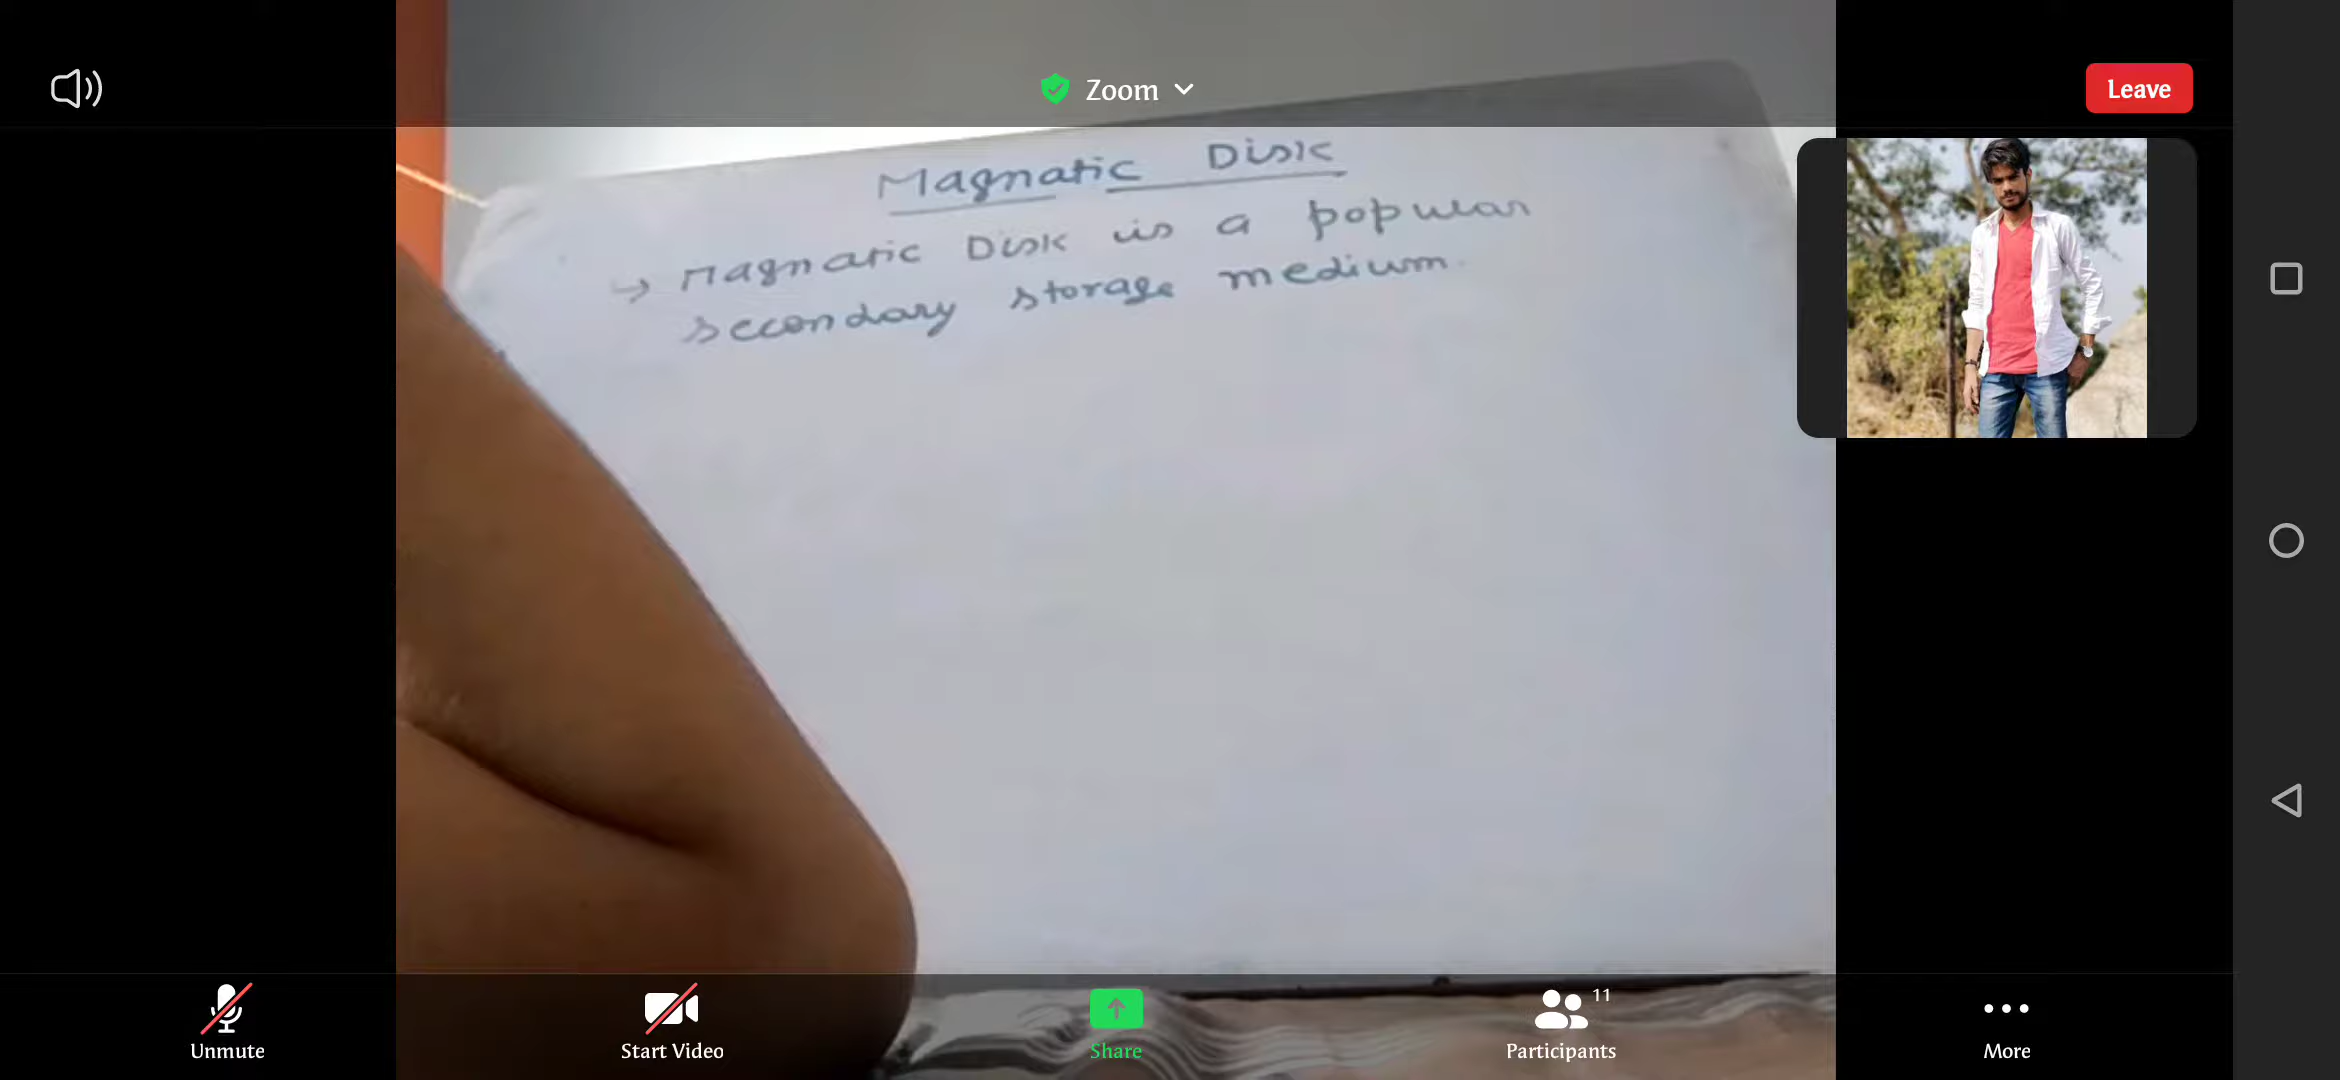 Zoom
Leave
Magnatic Disk
→ Magnatic Disk is a popular
secondary storage medium.
Unmute
Start Video
Share
11
Participants
More